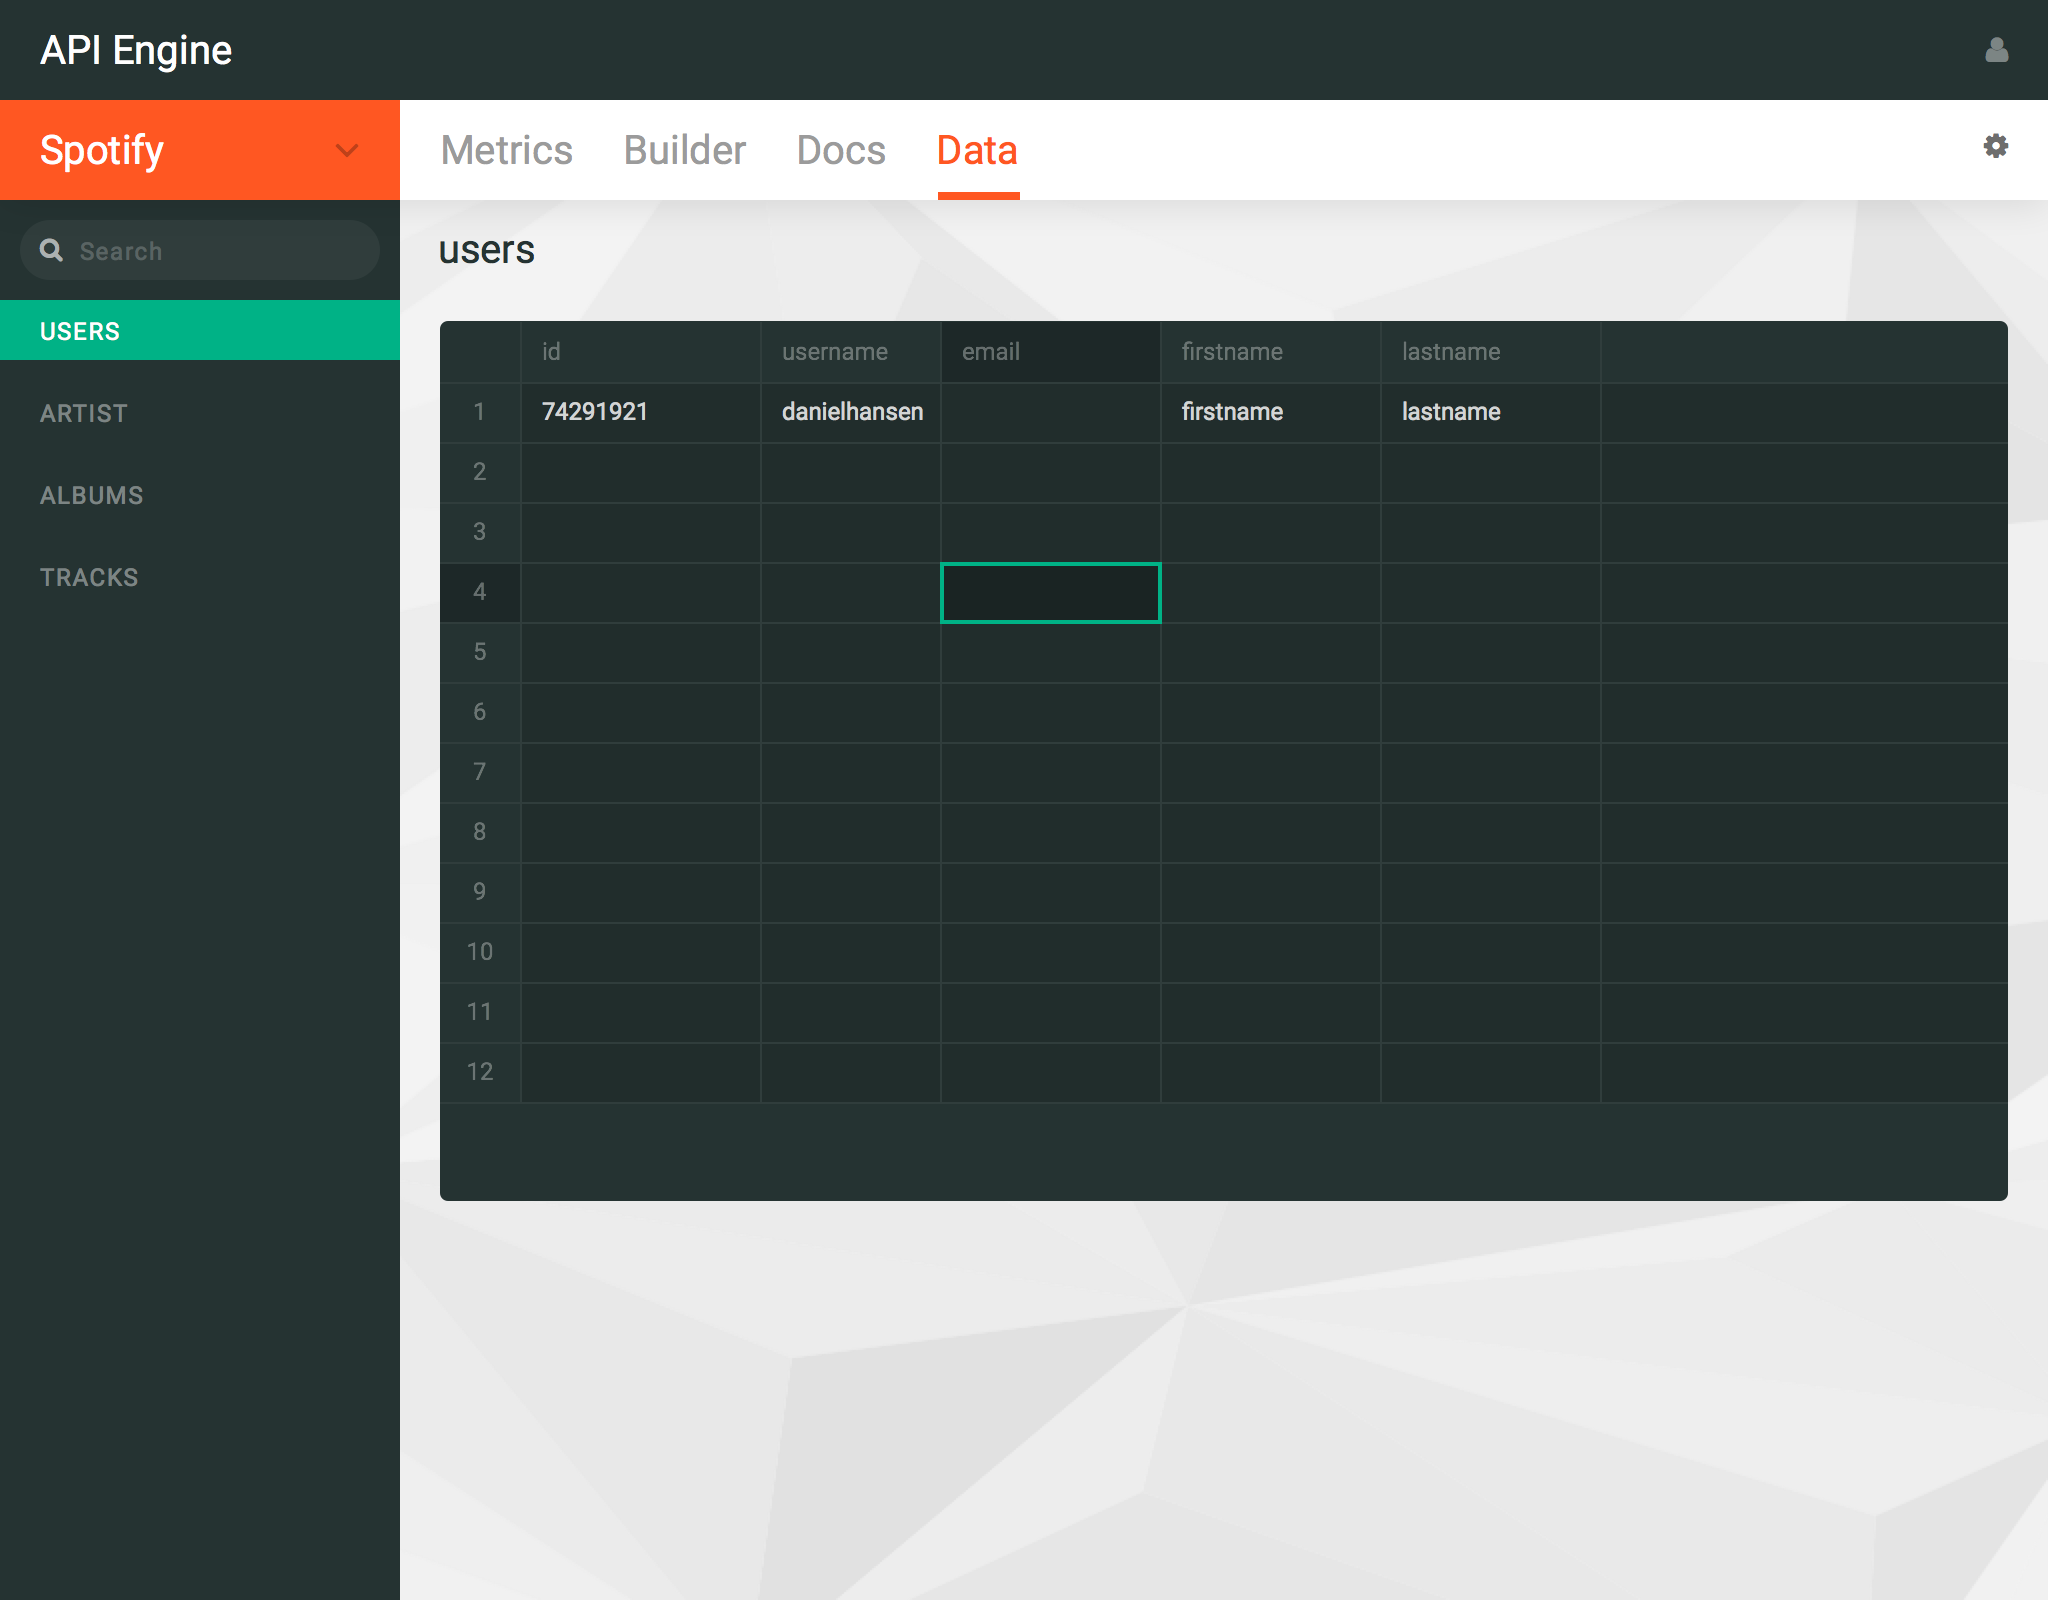 API Engine
Spotify
Metrics Builder Docs Data
Search
USERS
ARTIST
ALBUMS
TRACKS
users
id username email firstname lastname
1 74291921 danielhansen firstname lastname
2
3
4
5
6
7
8
9
10
11
12